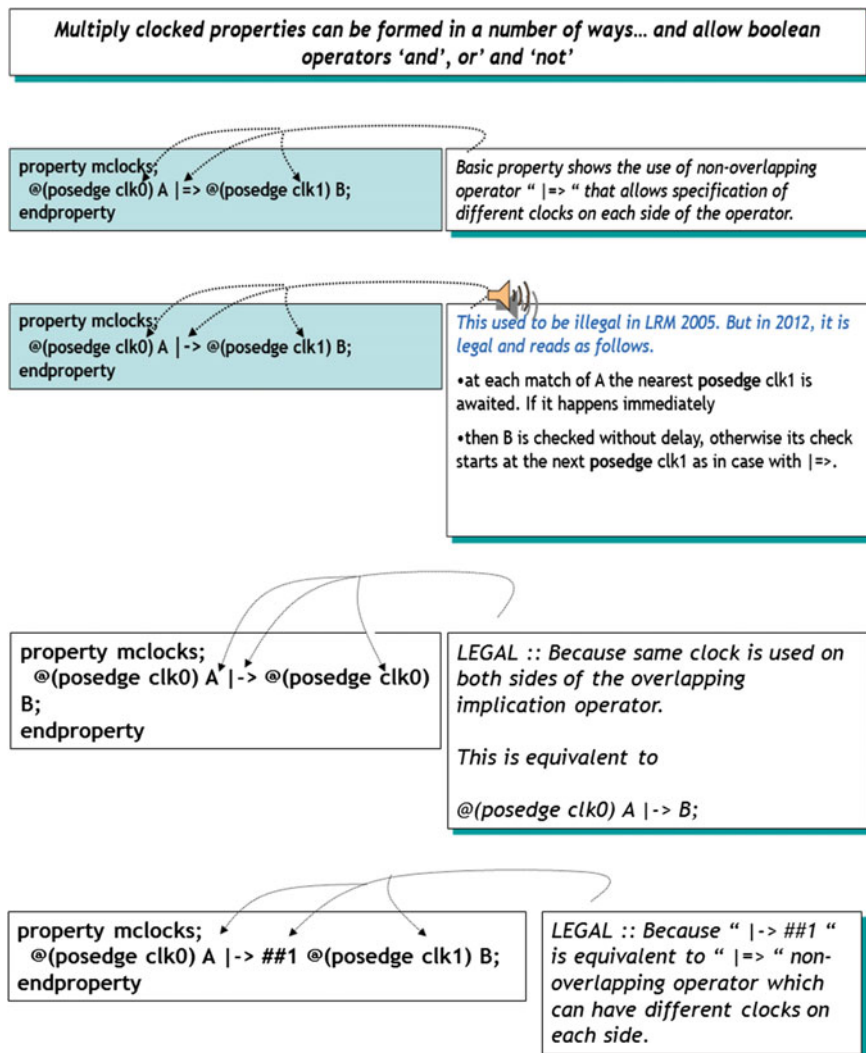 Multiply clocked properties can be formed in a number of ways… and allow boolean
operators ‘and’, or’ and ‘not’
property mclocks;
@(posedge clk0) A |=> @(posedge clk1) B;
endproperty
Basic property shows the use of non-overlapping
operator “ |=> “ that allows specification of
different clocks on each side of the operator.
property mclocks;
@(posedge clk0) A |-> @(posedge clk1) B;
endproperty
This used to be illegal in LRM 2005. But in 2012, it is
legal and reads as follows.
•at each match of A the nearest posedge clk1 is
awaited. If it happens immediately
•then B is checked without delay, otherwise its check
starts at the next posedge clk1 as in case with |=>.
property mclocks;
@(posedge clk0) A |-> @(posedge clk0)
B;
endproperty
LEGAL :: Because same clock is used on
both sides of the overlapping
implication operator.
This is equivalent to
@(posedge clk0) A |-> B;
property mclocks;
@(posedge clk0) A |-> ##1 @(posedge clk1) B;
endproperty
LEGAL :: Because “ |-> ##1 “
is equivalent to “ |=> “ non-
overlapping operator which
can have different clocks on
each side.